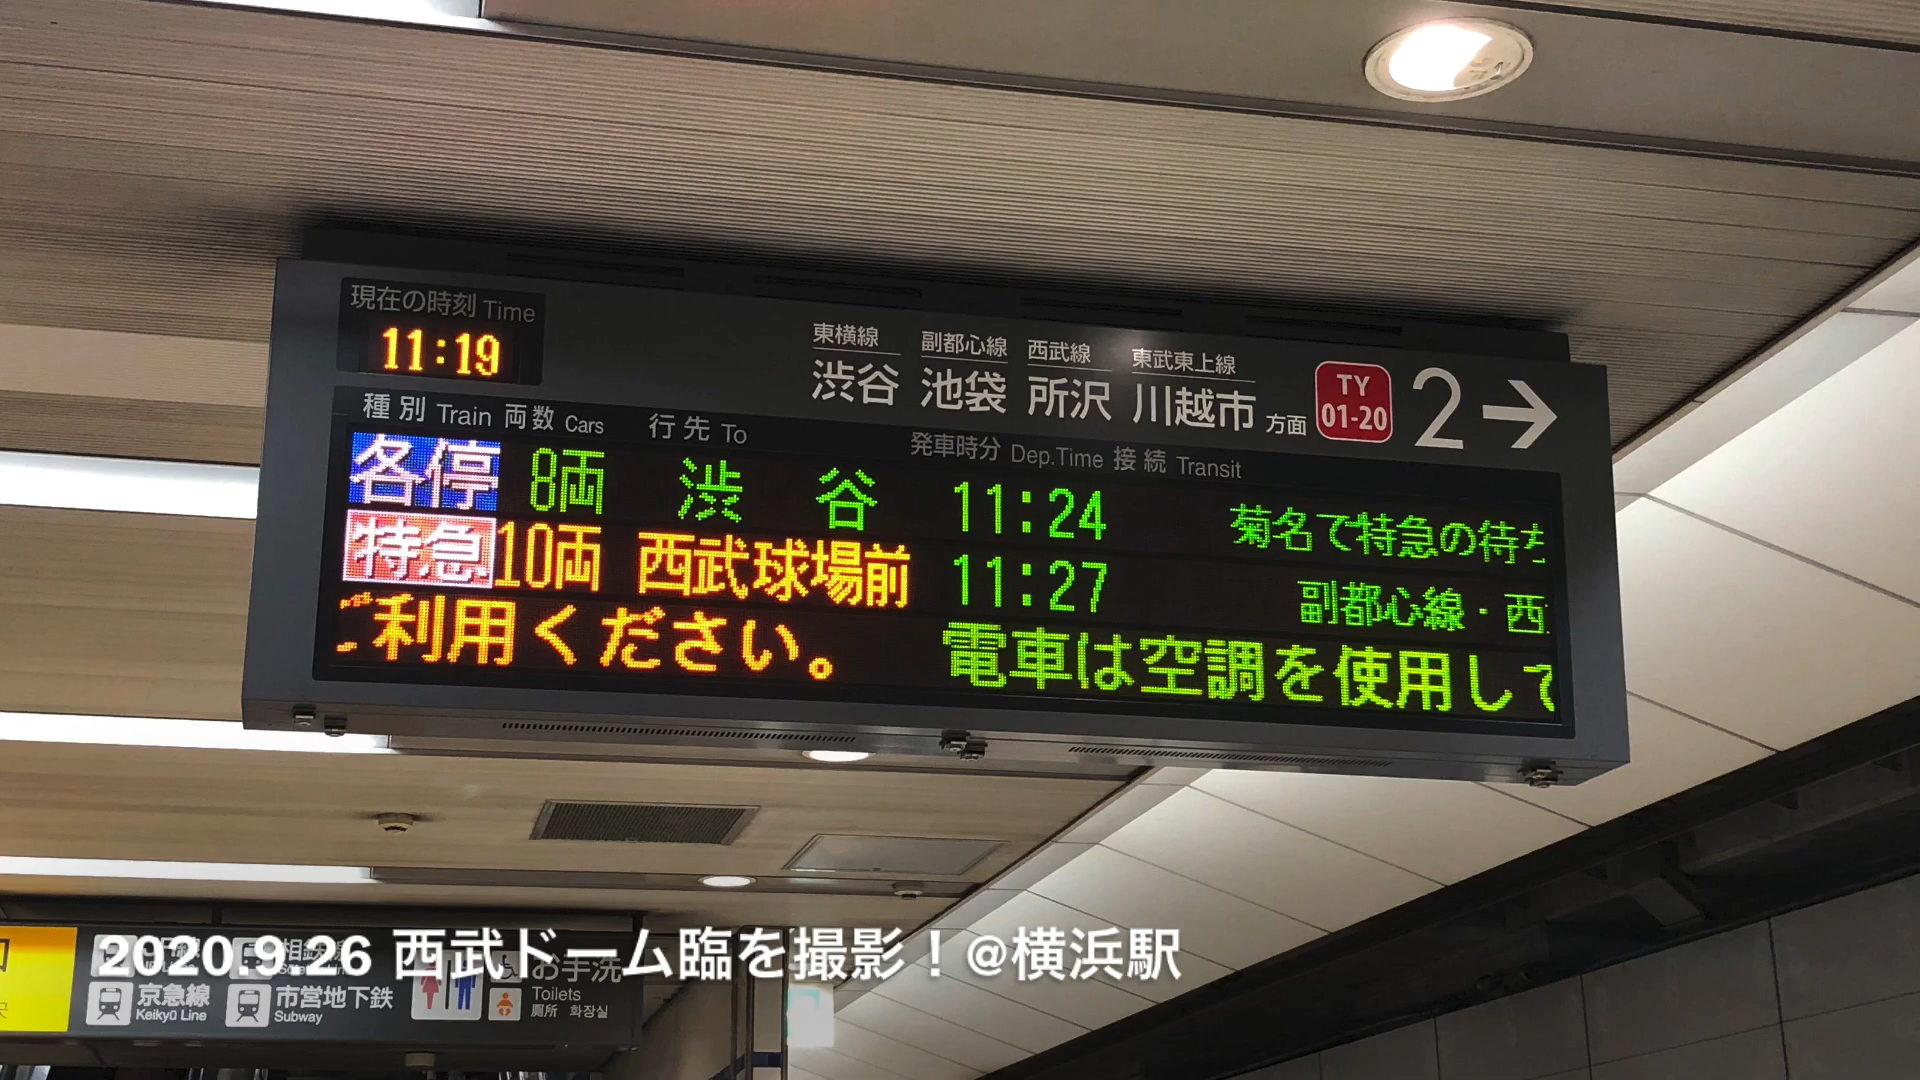 現在の時刻 Time
11:19
東横線 副都心線 西武線 東武東上線
渋谷 池袋 所沢 川越市 方面 TY 01-20 2→
種別 Train 両数 Cars 行先 To 発車時分 Dep.Time 接続 Transit
各停 8両 渋谷 11:24 菊名で特急の待ち
特急 10両 西武球場前 11:27 副都心線・西
ご利用ください。 電車は空調を使用して
2020.9.26 西武ドーム臨を撮影！@横浜駅
相鉄線 お手洗
京急線 市営地下鉄 Toilets
Keikyū Line Subway 厕所 화장실